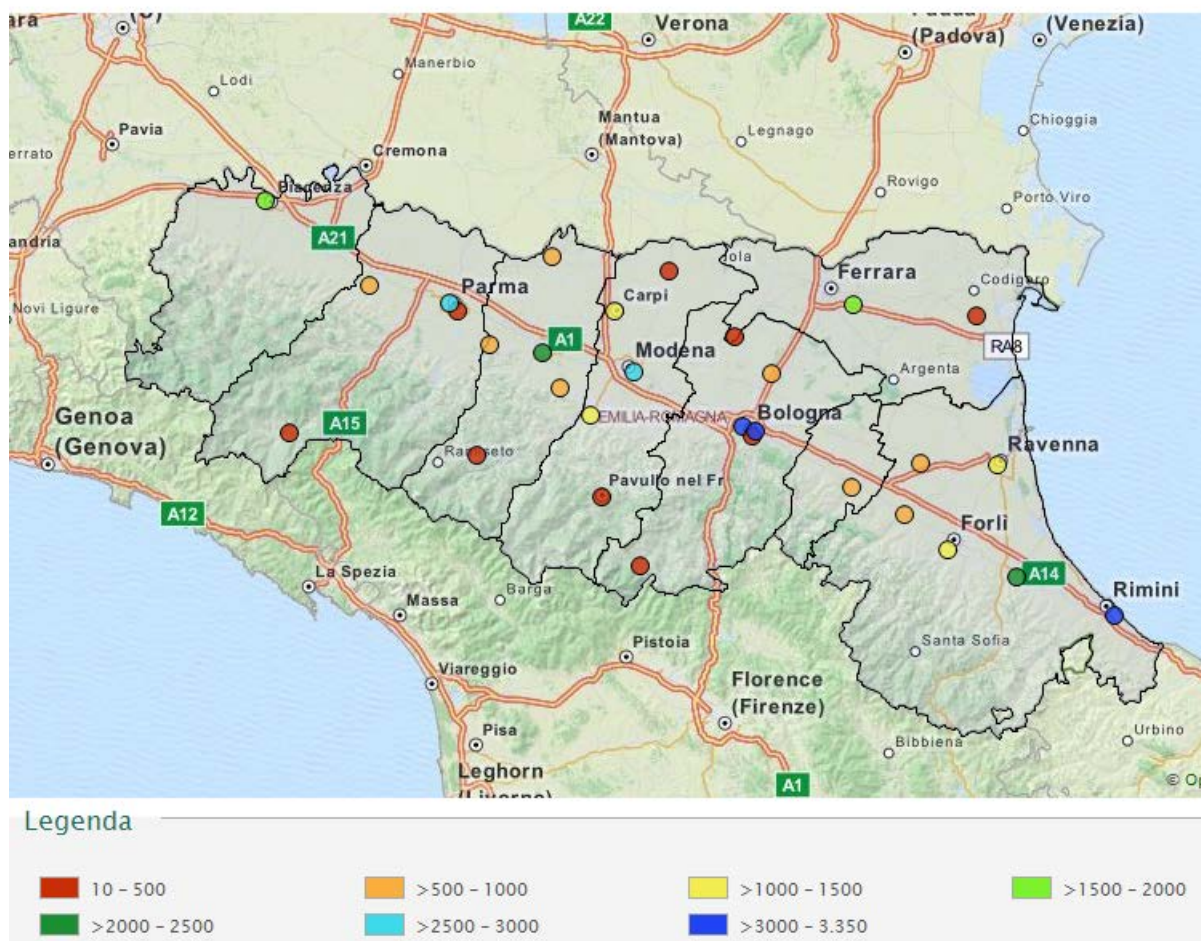 A22
Verona
(Padova)
(Venezia)
Manerbio
Lodi
Chioggia
Mantua
(Mantova)
Legnago
Pavia
Cremona
Rovigo
Piacenza
Porto Viro
A21
Ferrara
Codigoro
Novi Ligure
Parma
Carpi
A1
Modena
RA8
Argenta
Genoa
(Genova)
A15
EMILIA-ROMAGNA
Bologna
Ravenna
Pavullo nel Fr
A12
Forlì
La Spezia
A14
Rimini
Massa
Barga
Santa Sofia
Pistoia
Viareggio
Florence
(Firenze)
Pisa
Bibbiena
Urbino
Leghorn
(Livorno)
A1
© Op
Legenda
10 - 500
>500 - 1000
>1000 - 1500
>1500 - 2000
>2000 - 2500
>2500 - 3000
>3000 - 3.350